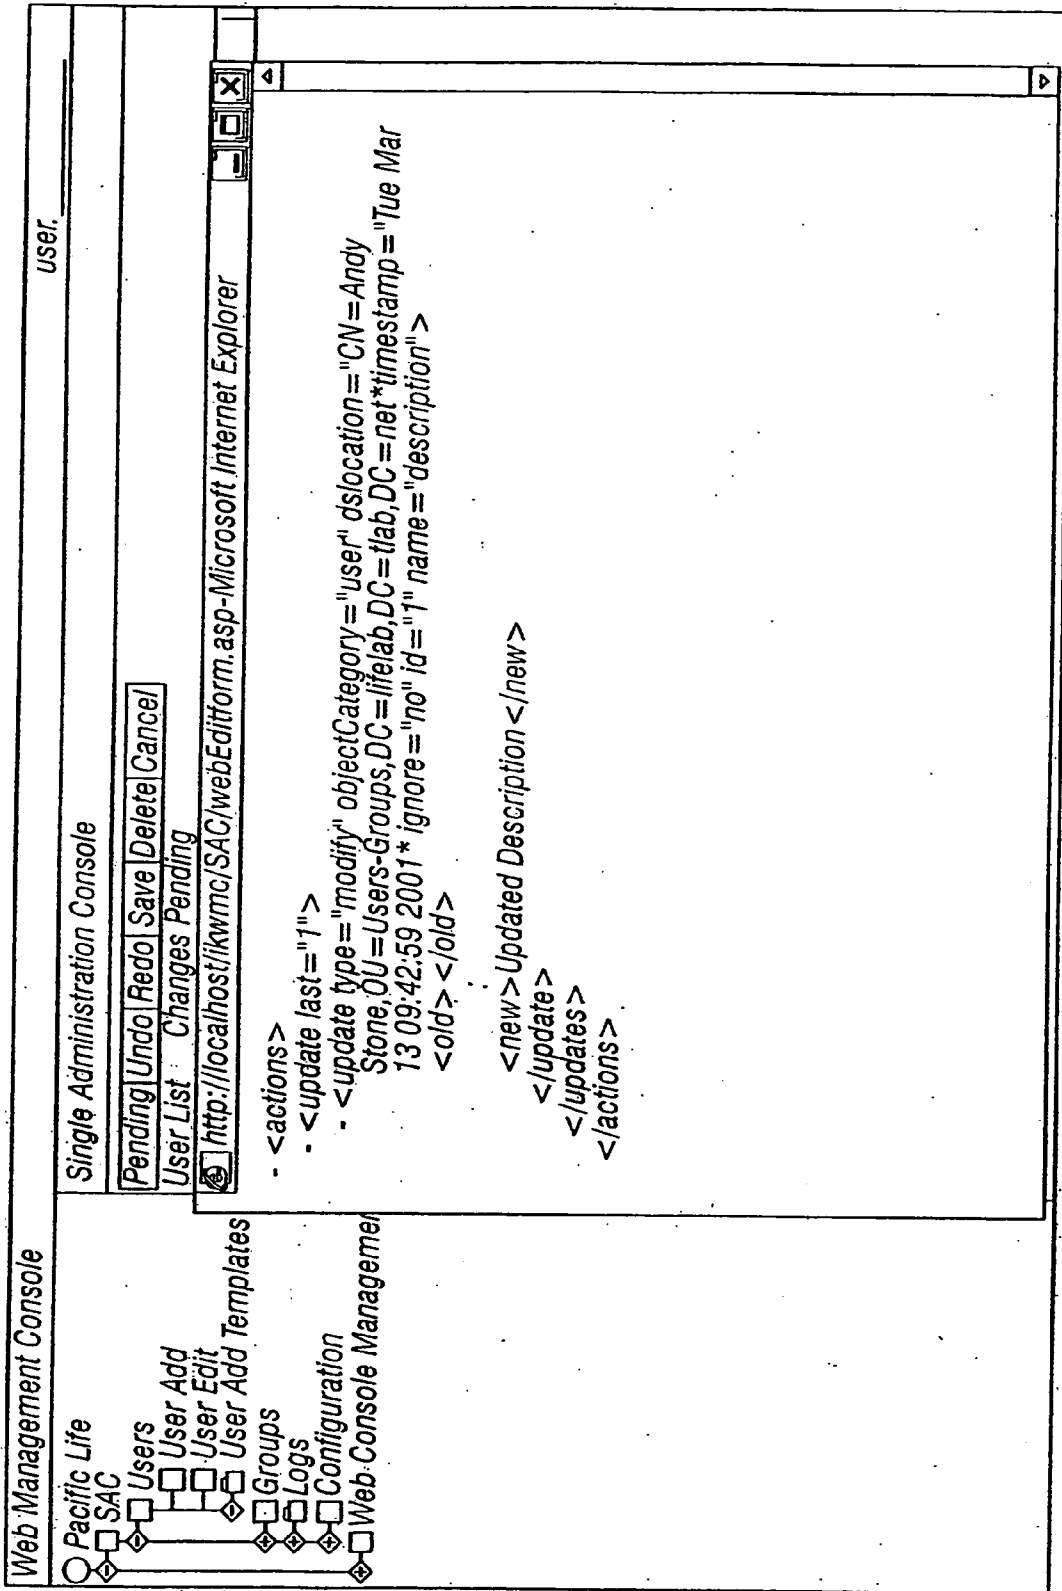 Web Management Console
user.
Pacific Life
SAC
Users
User Add
User Edit
User Add Templates
Groups
Logs
Configuration
Web Console Managemer
Single Administration Console
Pending Undo Redo Save Delete Cancel
User List Changes Pending
http://localhost/ikwmc/SAC/webEditform.asp-Microsoft Internet Explorer
- <actions>
- <update last="1">
- <update type="modify" objectCategory="user" dslocation="CN=Andy
Stone,OU=Users-Groups,DC=lifelab,DC=tlab,DC=net*timestamp="Tue Mar
13 09:42:59 2001* ignore="no" id="1" name="description">
<old> </old>
<new>Updated Description</new>
</update>
</updates>
</actions>